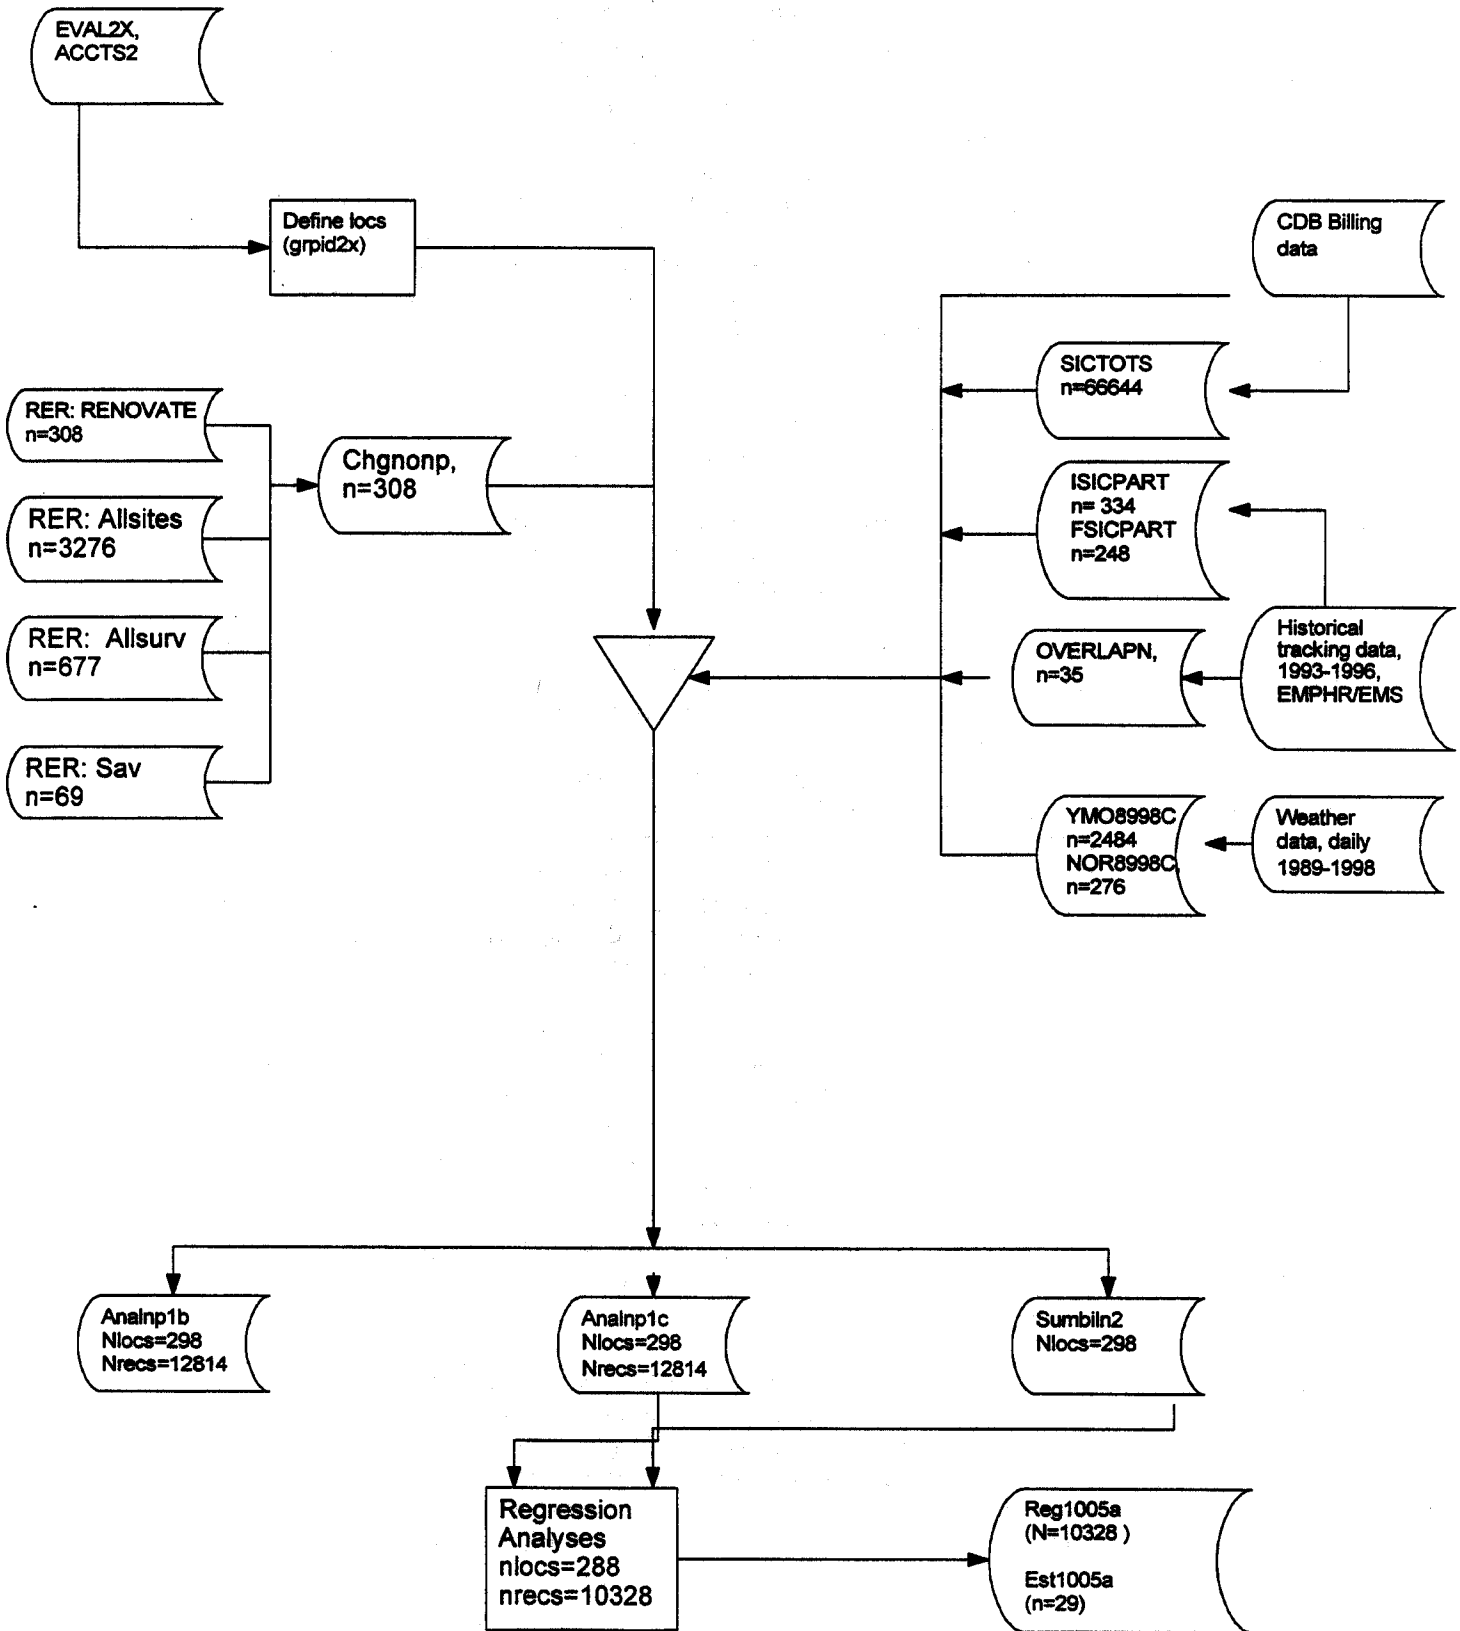 EVAL2X,
ACCTS2
Define locs
(grpid2x)
CDB Billing
data
SICTOTS
n=66644
RER: RENOVATE
n=308
Chgnonp,
n=308
ISICPART
n= 334
FSICPART
n=248
RER: Allsites
n=3276
RER: Allsurv
n=677
OVERLAPN,
n=35
Historical
tracking data,
1993-1996,
EMPHR/EMS
RER: Sav
n=69
YMO8998C
n=2484
NOR8998C,
n=276
Weather
data, daily
1989-1998
Analnp1b
Nlocs=298
Nrecs=12814
Analnp1c
Nlocs=298
Nrecs=12814
Sumbiln2
Nlocs=298
Regression
Analyses
nlocs=288
nrecs=10328
Reg1005a
(N=10328 )
Est1005a
(n=29)